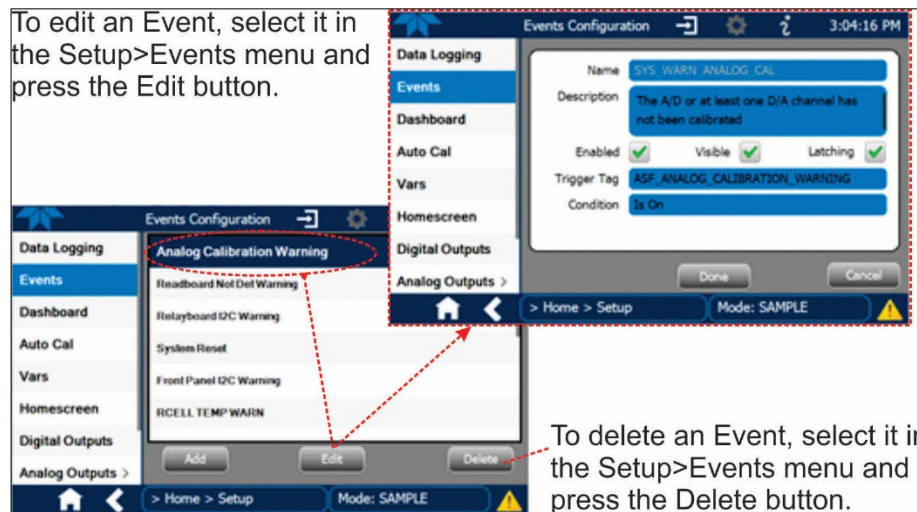 To edit an Event, select it in
the Setup>Events menu and
press the Edit button.
Events Configuration
3:04:16 PM
Data Logging
Events
Dashboard
Auto Cal
Vars
Homescreen
Digital Outputs
Analog Outputs >
Name SYS WARN ANALOG CAL
Description The A/D or at least one D/A channel has
not been calibrated
Enabled Visible Latching
Trigger Tag ASF_ANALOG_CALIBRATION_WARNING
Condition Is On
Done Cancel
> Home > Setup Mode: SAMPLE
Events Configuration
Data Logging
Events
Dashboard
Auto Cal
Vars
Homescreen
Digital Outputs
Analog Outputs >
Analog Calibration Warning
Rearboard Not Det Warning
Relayboard I2C Warning
System Reset
Front Panel I2C Warning
RCELL TEMP WARN
Add Edit Delete
> Home > Setup Mode: SAMPLE
To delete an Event, select it in
the Setup>Events menu and
press the Delete button.